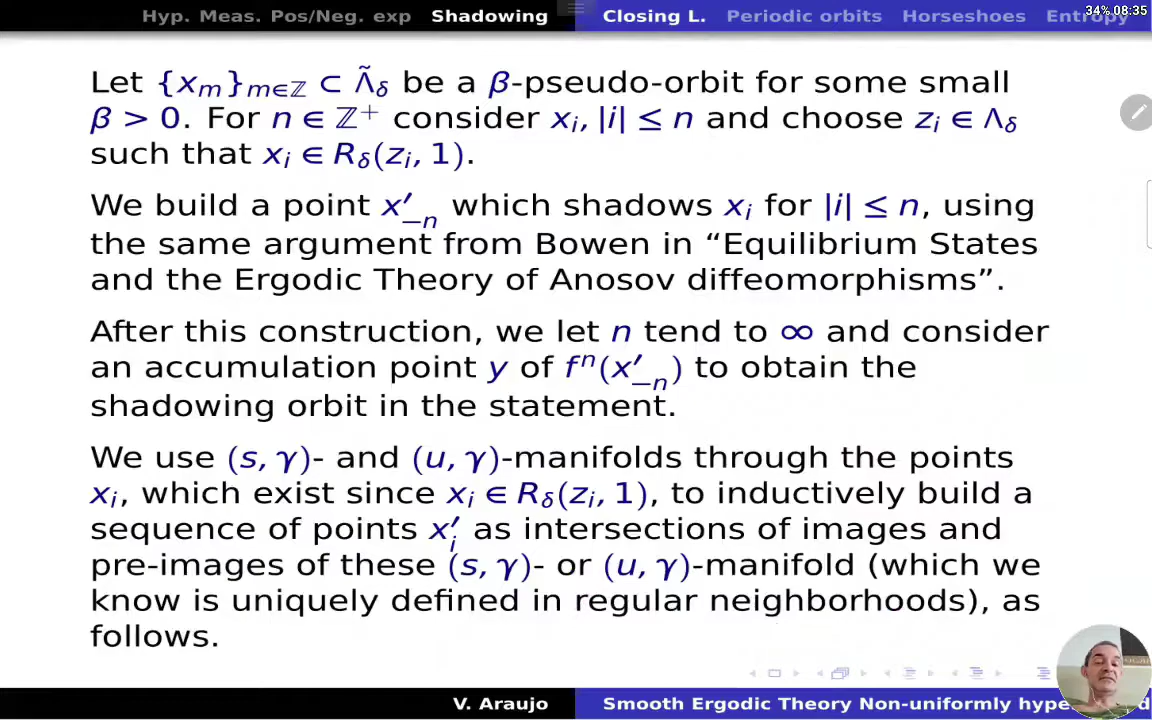 Hyp. Meas. Pos/Neg. exp Shadowing Closing L. Periodic orbits Horseshoes Entropy
34% 08:35
Let {x_m}_{m∈ℤ} ⊂ Λ̃_δ be a β-pseudo-orbit for some small
β > 0. For n ∈ ℤ⁺ consider x_i, |i| ≤ n and choose z_i ∈ Λ_δ
such that x_i ∈ R_δ(z_i, 1).
We build a point x′_{−n} which shadows x_i for |i| ≤ n, using
the same argument from Bowen in “Equilibrium States
and the Ergodic Theory of Anosov diffeomorphisms”.
After this construction, we let n tend to ∞ and consider
an accumulation point y of fⁿ(x′_{−n}) to obtain the
shadowing orbit in the statement.
We use (s, γ)- and (u, γ)-manifolds through the points
x_i, which exist since x_i ∈ R_δ(z_i, 1), to inductively build a
sequence of points x′_i as intersections of images and
pre-images of these (s, γ)- or (u, γ)-manifold (which we
know is uniquely defined in regular neighborhoods), as
follows.
V. Araujo Smooth Ergodic Theory Non-uniformly hype